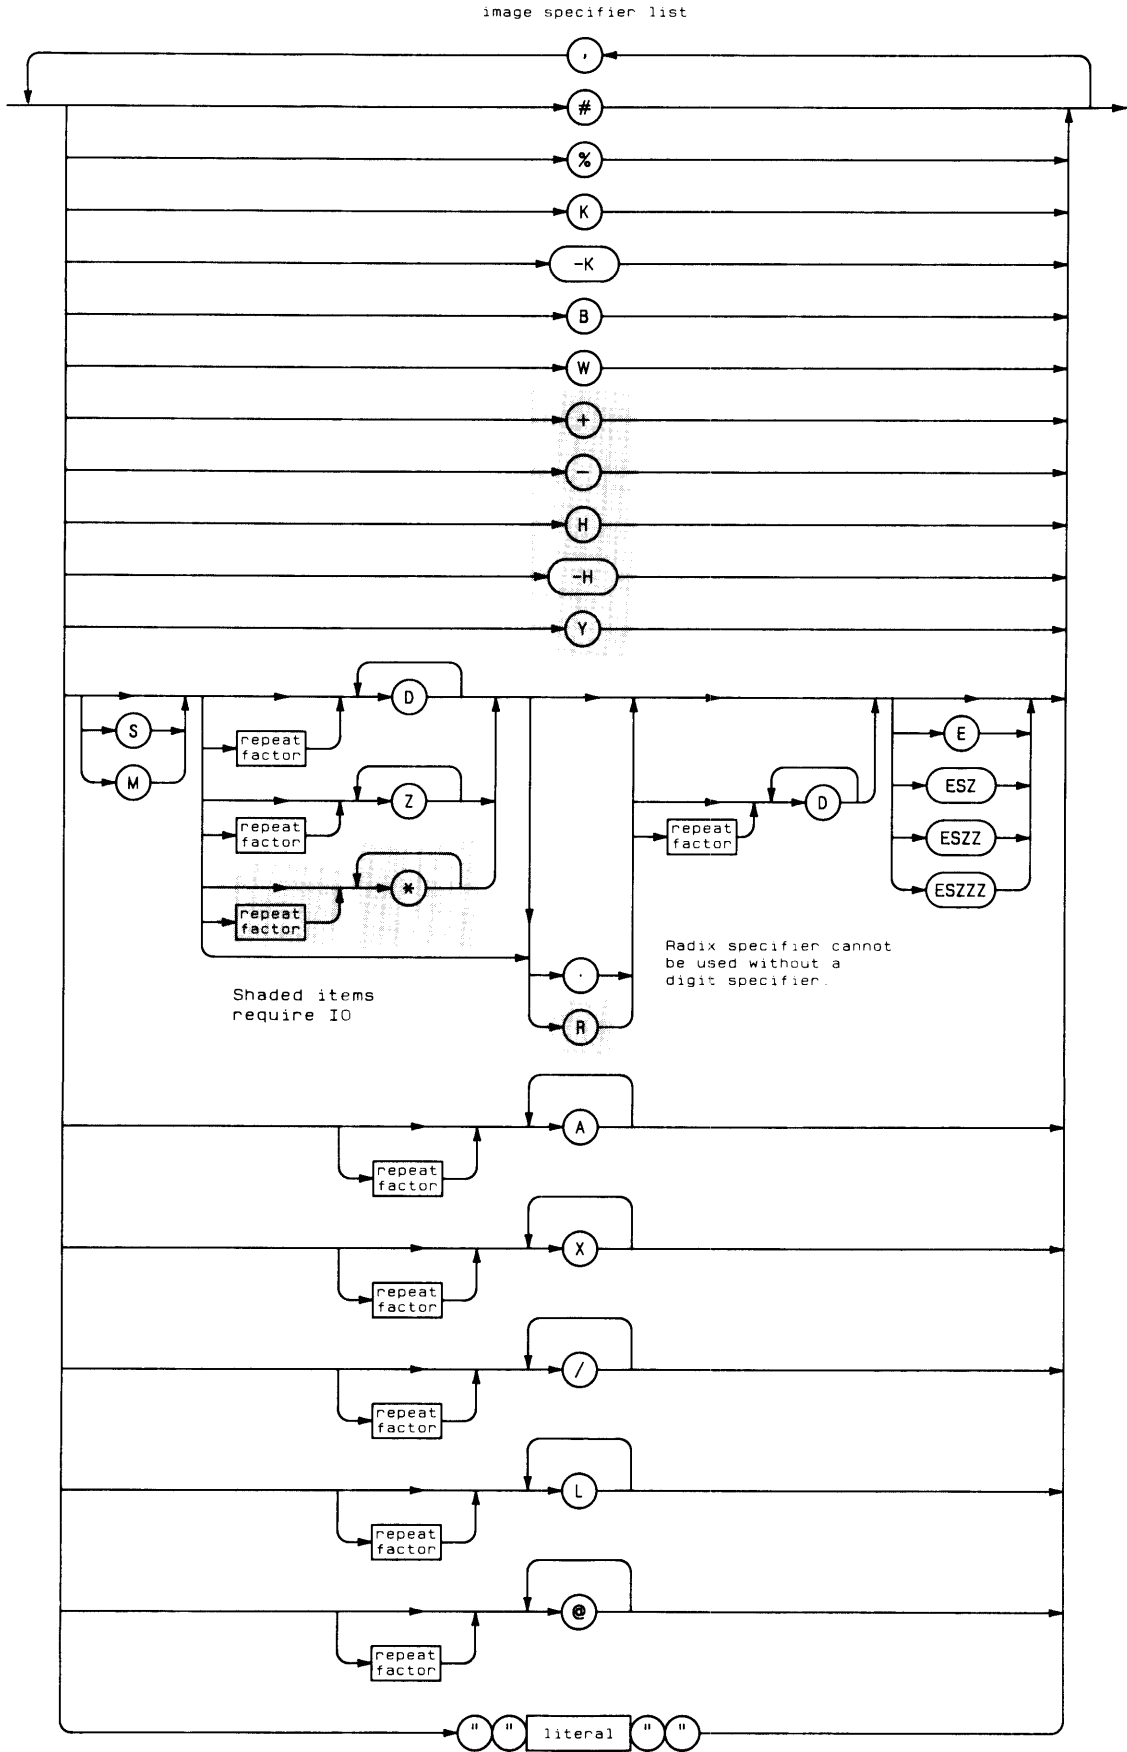 image specifier list
,
#
%
K
-K
B
W
+
-
H
-H
Y
D
S
repeat
factor
E
M
Z
D
ESZ
repeat
factor
repeat
factor
ESZZ
*
ESZZZ
repeat
factor
Radix specifier cannot
be used without a
digit specifier.
.
Shaded items
require IO
R
A
repeat
factor
X
repeat
factor
/
repeat
factor
L
repeat
factor
@
repeat
factor
" " literal " "